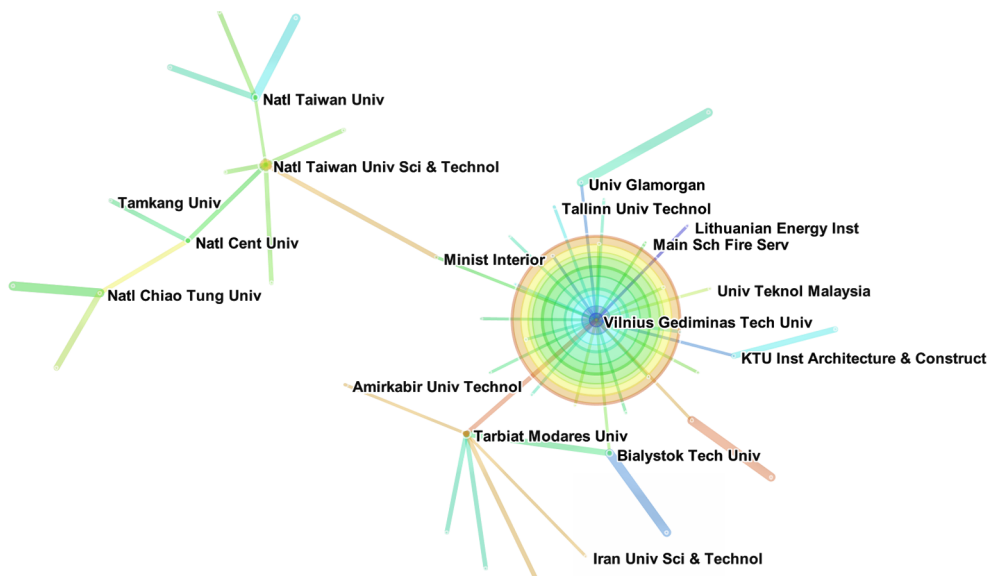 Natl Taiwan Univ
Natl Taiwan Univ Sci & Technol
Univ Glamorgan
Tamkang Univ
Tallinn Univ Technol
Lithuanian Energy Inst
Natl Cent Univ
Main Sch Fire Serv
Minist Interior
Univ Teknol Malaysia
Natl Chiao Tung Univ
Vilnius Gediminas Tech Univ
KTU Inst Architecture & Construct
Amirkabir Univ Technol
Tarbiat Modares Univ
Bialystok Tech Univ
Iran Univ Sci & Technol